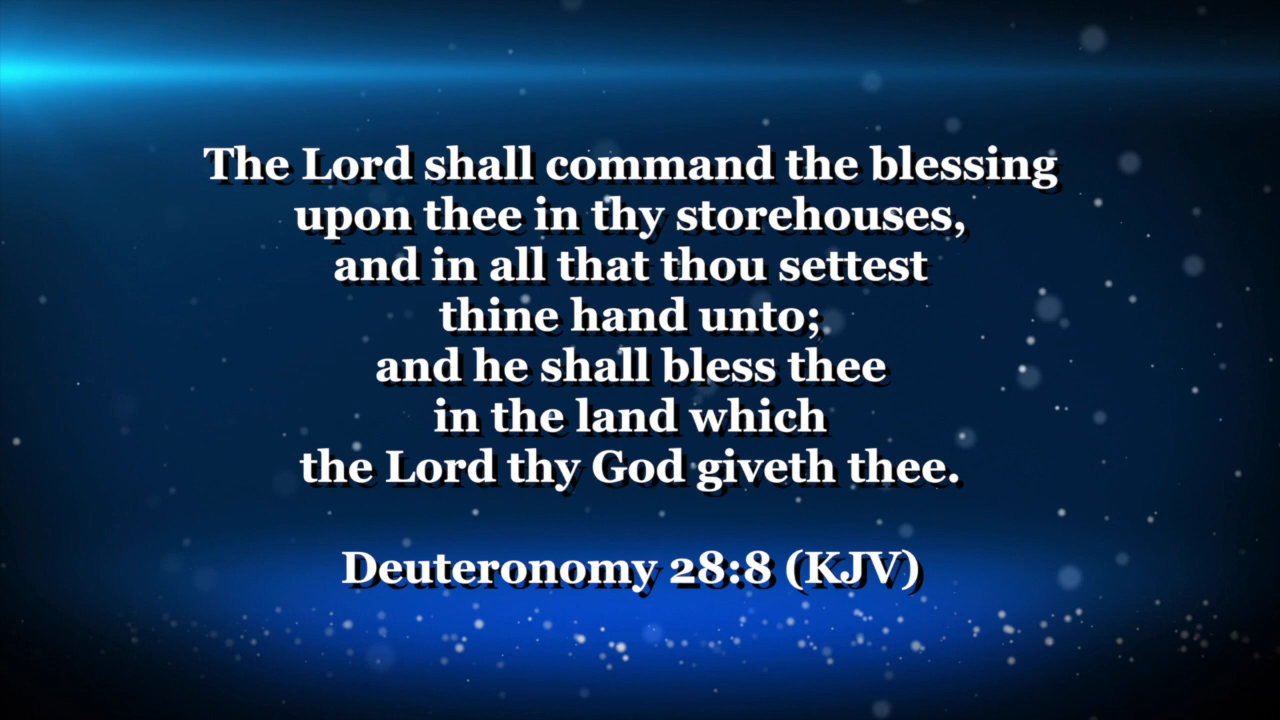 The Lord shall command the blessing
upon thee in thy storehouses,
and in all that thou settest
thine hand unto;
and he shall bless thee
in the land which
the Lord thy God giveth thee.
Deuteronomy 28:8 (KJV)